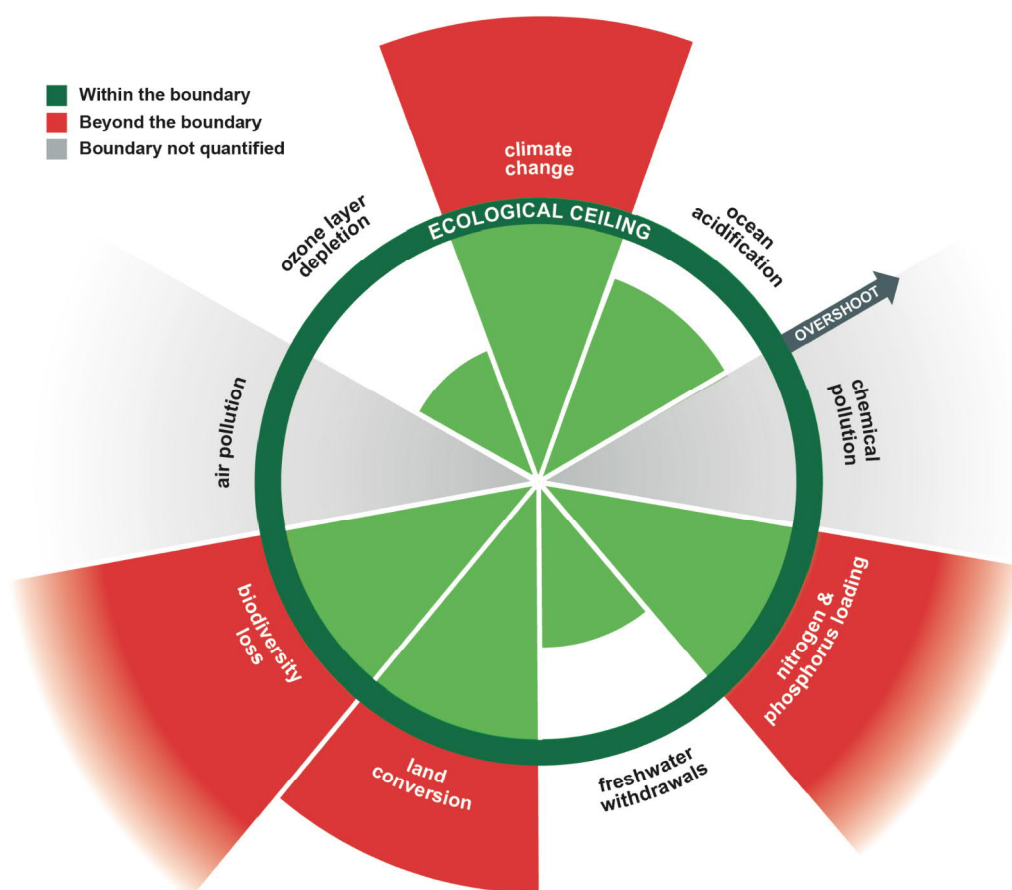 Within the boundary
Beyond the boundary
Boundary not quantified
climate
change
ECOLOGICAL CEILING
ozone layer
depletion
ocean
acidification
OVERSHOOT
air pollution
chemical
pollution
biodiversity
loss
nitrogen &
phosphorus loading
land
conversion
freshwater
withdrawals